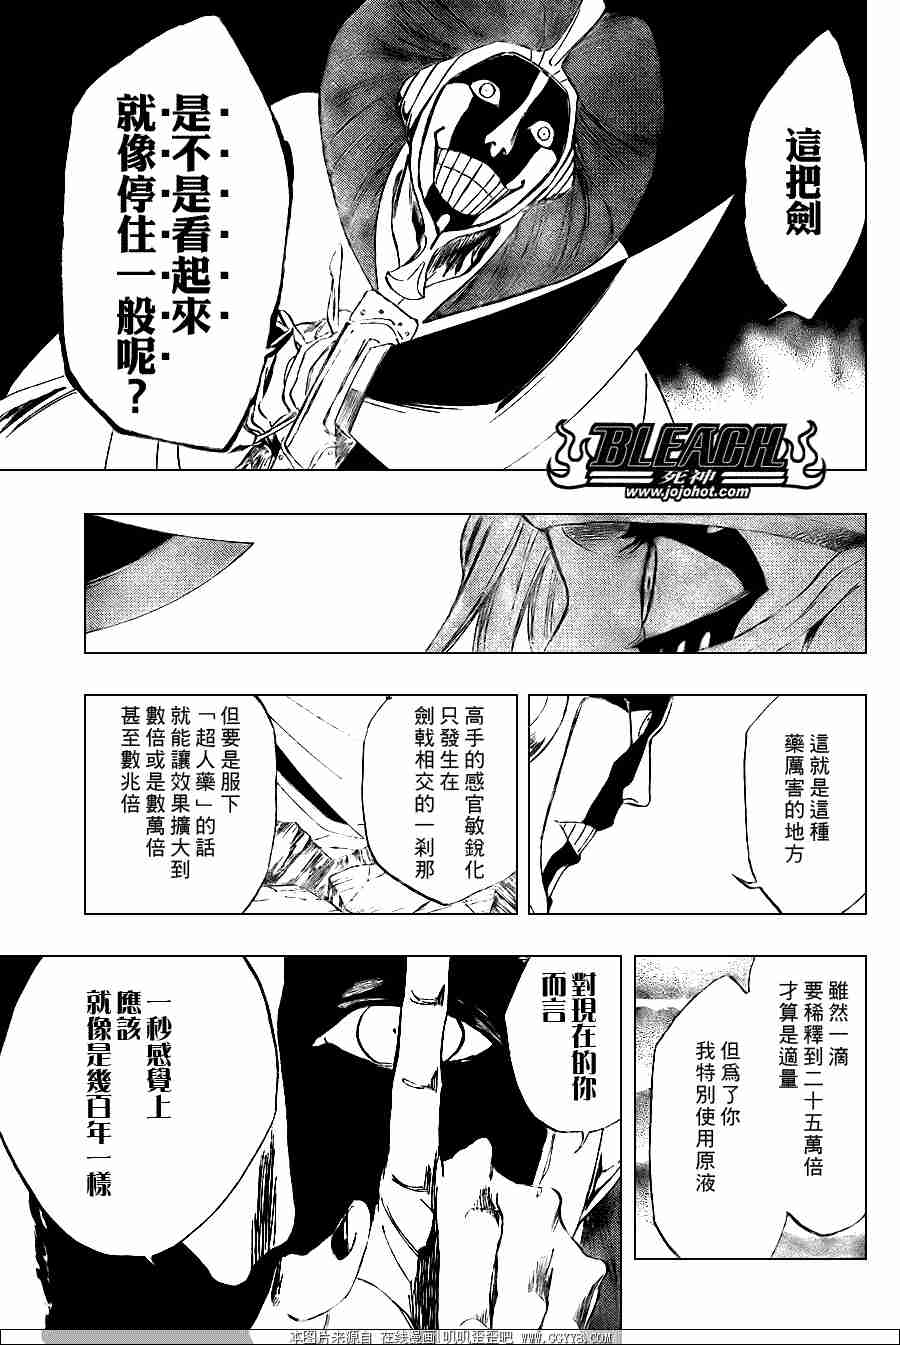 這把劍
是不是看起來
就像停住一般呢?
BLEACH
死神
www.jojohot.com
這就是這種
藥厲害的地方
高手的感官敏銳化
只發生在
劍戟相交的一剎那
但要是服下
「超人藥」的話
就能讓效果擴大到
數倍或是數萬倍
甚至數兆倍
雖然一滴
要稀釋到二十五萬倍
才算是適量
但為了你
我特別使用原液
對現在的你
而言
一秒感覺上
應該
就像是幾百年一樣
本图片来源自 在线漫画 叽叽歪歪吧 www.GGYY8.com